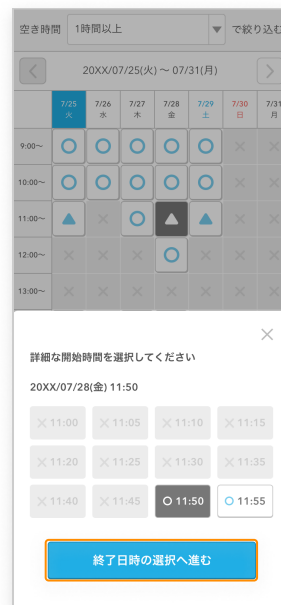 空き時間 1時間以上 ▼ で絞り込む
< 20XX/07/25(火) ～ 07/31(月) >
7/25 7/26 7/27 7/28 7/29 7/30 7/31
火 水 木 金 土 日 月
9:00～ ○ ○ ○ ○ ○ × ×
10:00～ ○ ○ ○ ○ ○ × ×
11:00～ ▲ × ○ ▲ ▲ × ×
12:00～ × × × ○ × × ×
13:00～ × × × × × × ×
×
詳細な開始時間を選択してください
20XX/07/28(金) 11:50
× 11:00 × 11:05 × 11:10 × 11:15
× 11:20 × 11:25 × 11:30 × 11:35
× 11:40 × 11:45 ○ 11:50 ○ 11:55
終了日時の選択へ進む